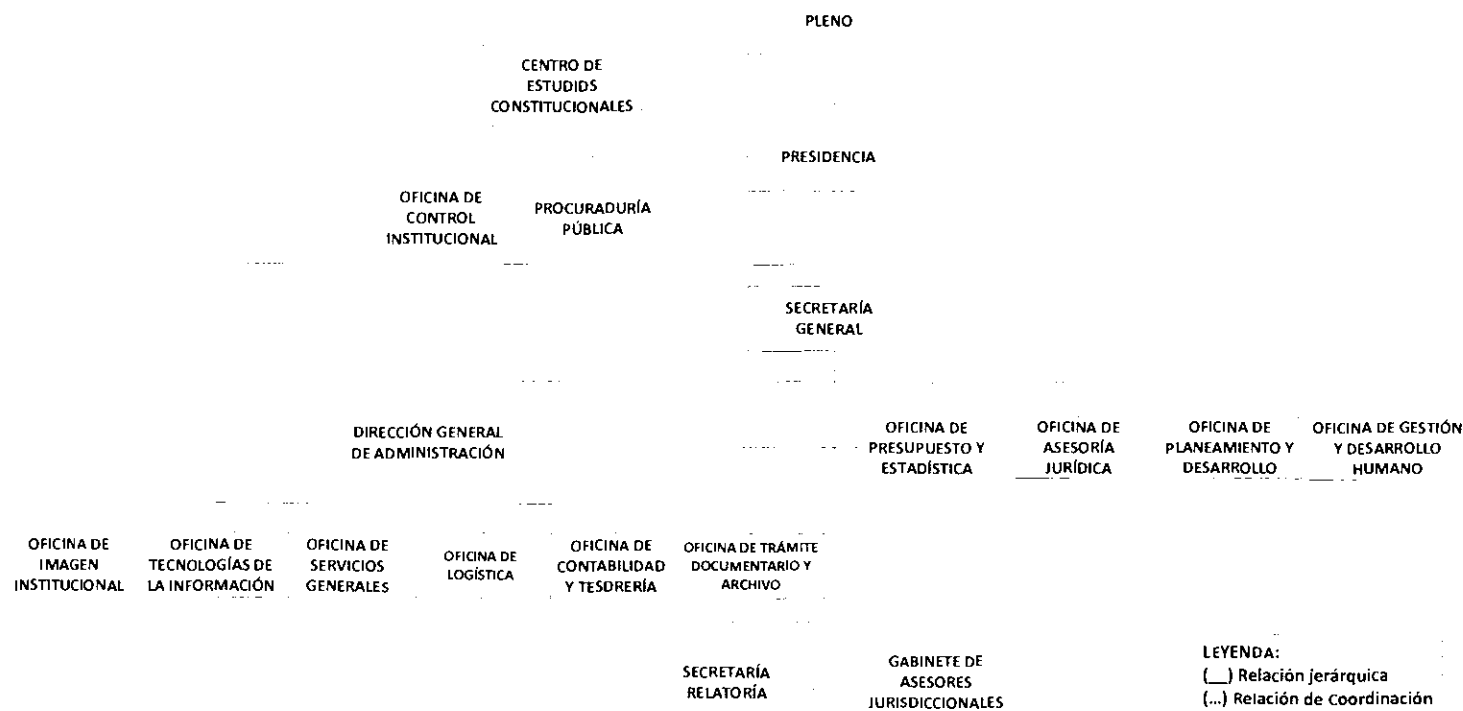 PLENO
CENTRO DE
ESTUDIDS
CONSTITUCIONALES
PRESIDENCIA
OFICINA DE
CONTROL
INSTITUCIONAL
PROCURADURÍA
PÚBLICA
SECRETARÍA
GENERAL
DIRECCIÓN GENERAL
DE ADMINISTRACIÓN
OFICINA DE
PRESUPUESTO Y
ESTADÍSTICA
OFICINA DE
ASESORÍA
JURÍDICA
OFICINA DE
PLANEAMIENTO Y
DESARROLLO
OFICINA DE GESTIÓN
Y DESARROLLO
HUMANO
OFICINA DE
IMAGEN
INSTITUCIONAL
OFICINA DE
TECNOLOGÍAS DE
LA INFORMACIÓN
OFICINA DE
SERVICIOS
GENERALES
OFICINA DE
LOGÍSTICA
OFICINA DE
CONTABILIDAD
Y TESDRERÍA
OFICINA DE TRÁMITE
DOCUMENTARIO Y
ARCHIVO
SECRETARÍA
RELATORÍA
GABINETE DE
ASESORES
JURISDICCIONALES
LEYENDA:
(__) Relación jerárquica
(...) Relación de Coordinación